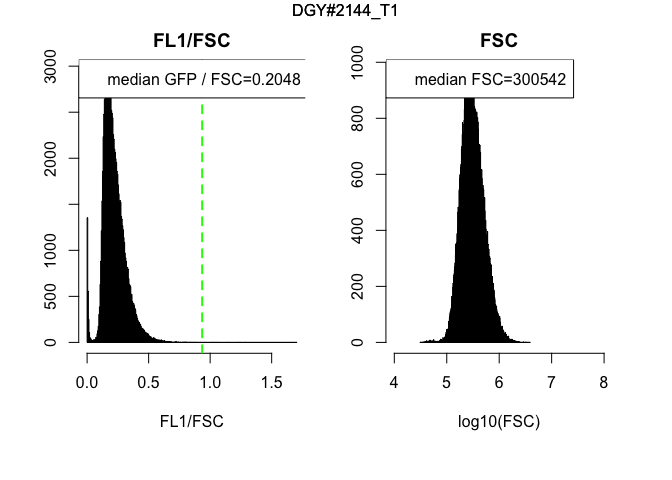 DGY#2144_T1
FL1/FSC
median GFP / FSC=0.2048
3000
2000
1000
500
0
0.0 0.5 1.0 1.5
FL1/FSC
FSC
median FSC=300542
1000
800
600
400
200
0
4 5 6 7 8
log10(FSC)